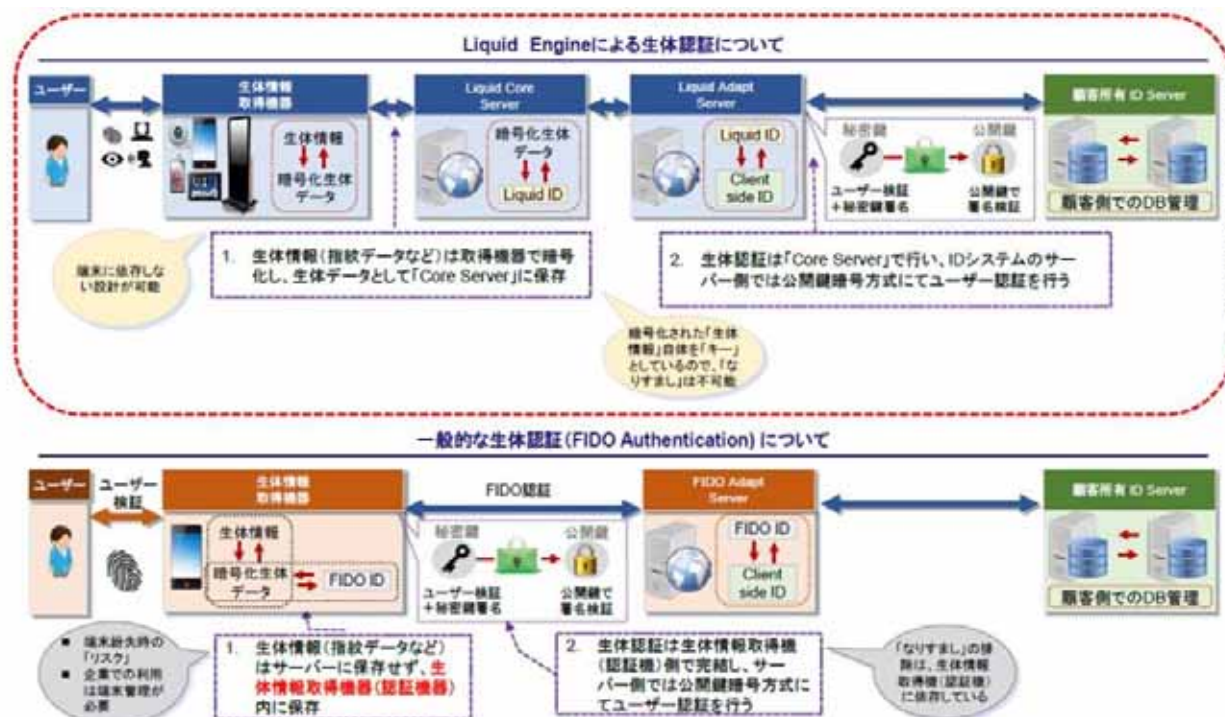 Liquid Engineによる生体認証について
ユーザー
生体情報
取得機器
生体情報
暗号化生体
データ
Liquid Core
Server
暗号化生体
データ
Liquid ID
Liquid Adapt
Server
Liquid ID
Client
side ID
秘密鍵
公開鍵
ユーザー検証
+秘密鍵署名
公開鍵で
署名検証
顧客所有 ID Server
顧客側でのDB管理
端末に依存しな
い設計が可能
1. 生体情報(指紋データなど)は取得機器で暗号
化し、生体データとして「Core Server」に保存
2. 生体認証は「Core Server」で行い、IDシステムのサー
バー側では公開鍵暗号方式にてユーザー認証を行う
暗号化された「生体
情報」自体を「キー」
としているので、「な
りすまし」は不可能
一般的な生体認証(FIDO Authentication) について
ユーザー
ユーザー
検証
生体情報
取得機器
生体情報
暗号化生体
データ
FIDO ID
FIDO認証
秘密鍵
公開鍵
ユーザー検証
+秘密鍵署名
公開鍵で
署名検証
FIDO Adapt
Server
FIDO ID
Client
side ID
顧客所有 ID Server
顧客側でのDB管理
■ 端末紛失時の
「リスク」
■ 企業での利用
は端末管理が
必要
1. 生体情報(指紋データなど)
はサーバーに保存せず、生
体情報取得機器(認証機器)
内に保存
2. 生体認証は生体情報取得機
(認証機)側で完結し、サー
バー側では公開鍵暗号方式に
てユーザー認証を行う
「なりすまし」の排
除は、生体情報
取得機(認証機)
に依存している